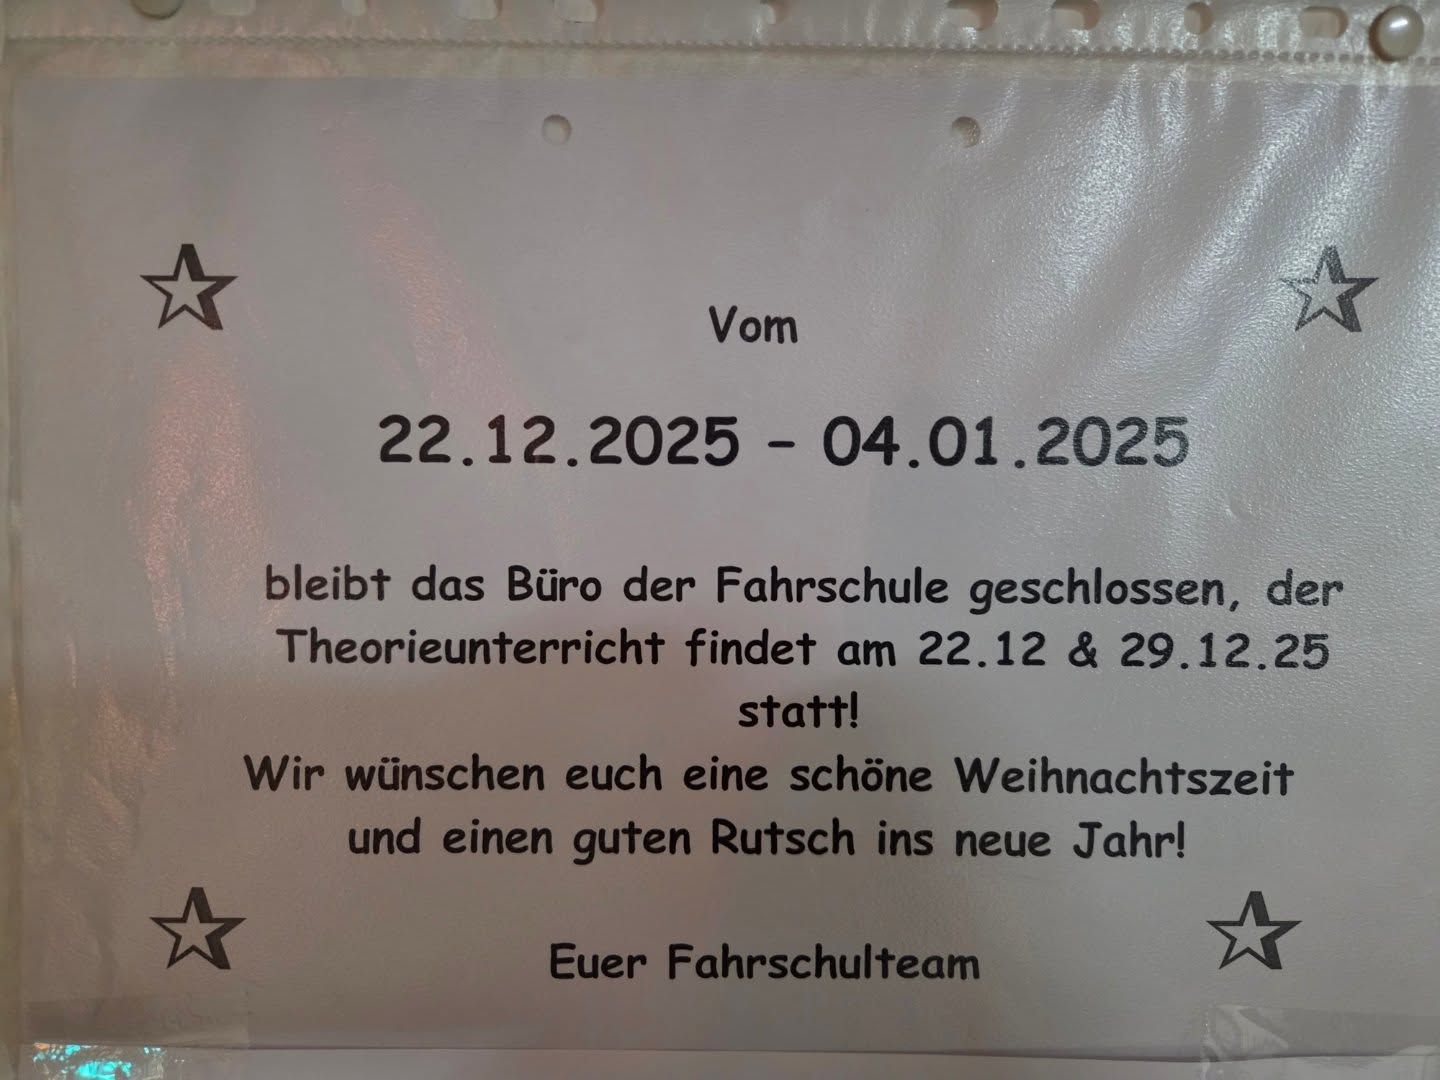 Vom
22.12.2025 - 04.01.2025
bleibt das Büro der Fahrschule geschlossen, der
Theorieunterricht findet am 22.12 & 29.12.25
statt!
Wir wünschen euch eine schöne Weihnachtszeit
und einen guten Rutsch ins neue Jahr!
Euer Fahrschulteam